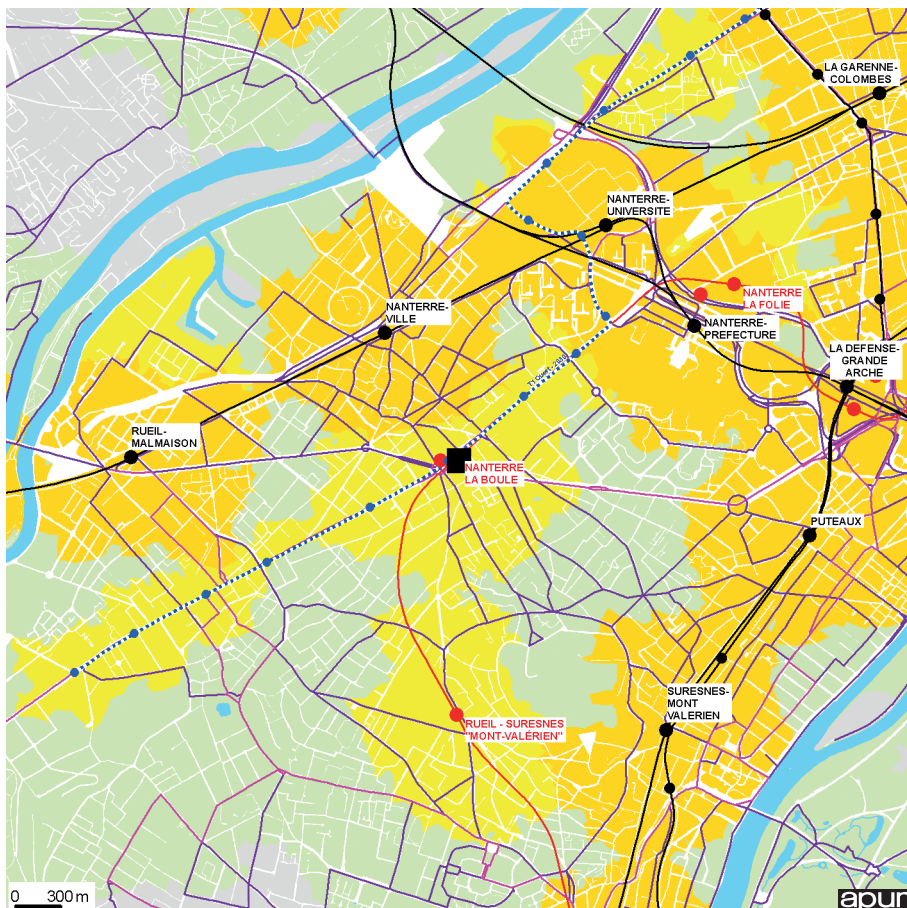 LA GARENNE-
COLOMBES
NANTERRE-
UNIVERSITE
NANTERRE
LA FOLIE
NANTERRE-
VILLE
NANTERRE-
PREFECTURE
LA DEFENSE-
GRANDE
ARCHE
RUEIL-
MALMAISON
NANTERRE
LA BOULE
PUTEAUX
SURESNES-
MONT
VALERIEN
RUEIL - SURESNES
"MONT-VALÉRIEN"
0 300 m
apur